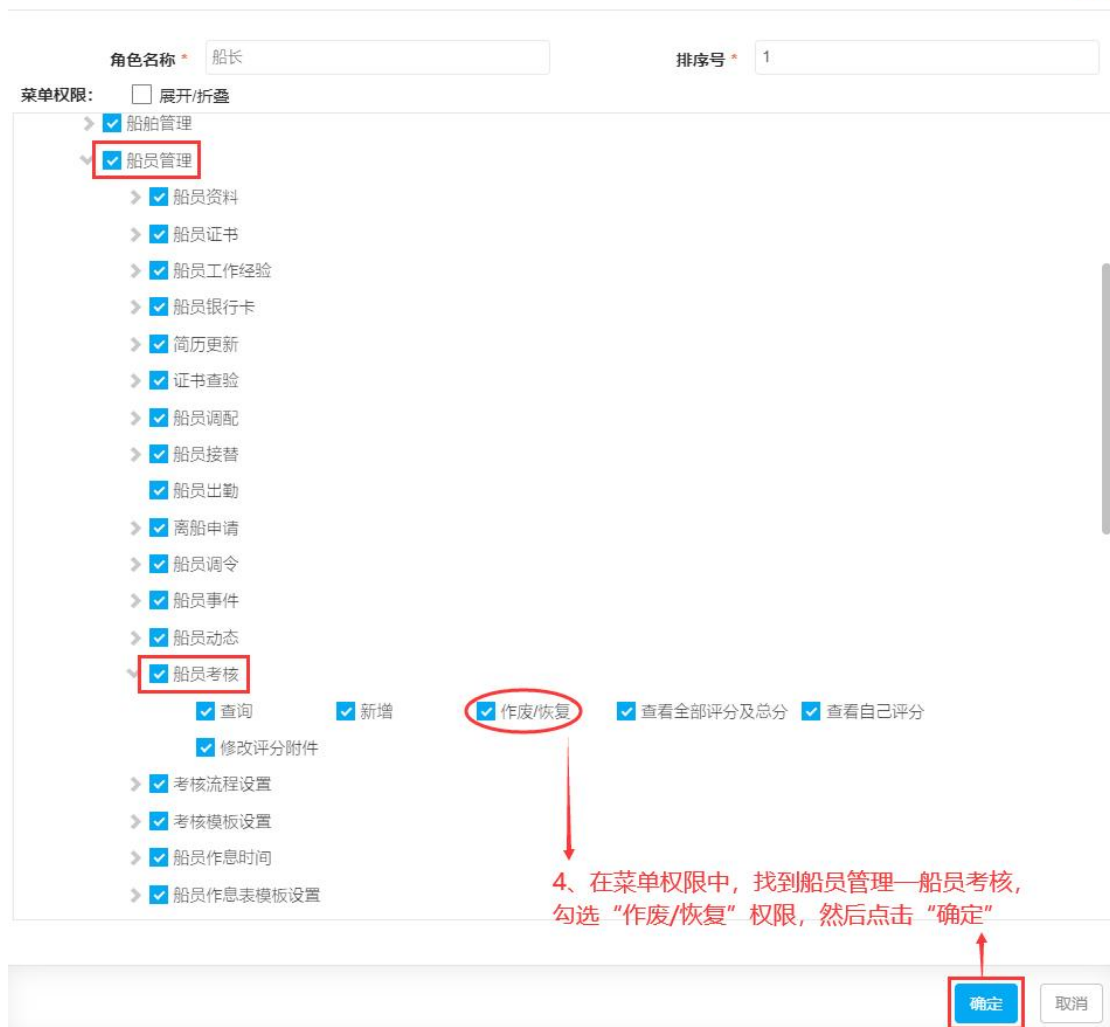 角色名称 * 船长 排序号 * 1
菜单权限： 展开/折叠
船舶管理
船员管理
船员资料
船员证书
船员工作经验
船员银行卡
简历更新
证书查验
船员调配
船员接替
船员出勤
离船申请
船员调令
船员事件
船员动态
船员考核
查询 新增 作废/恢复 查看全部评分及总分 查看自己评分
修改评分附件
考核流程设置
考核模板设置
船员作息时间
船员作息表模板设置
4、在菜单权限中，找到船员管理—船员考核，
勾选“作废/恢复”权限，然后点击“确定”
确定 取消